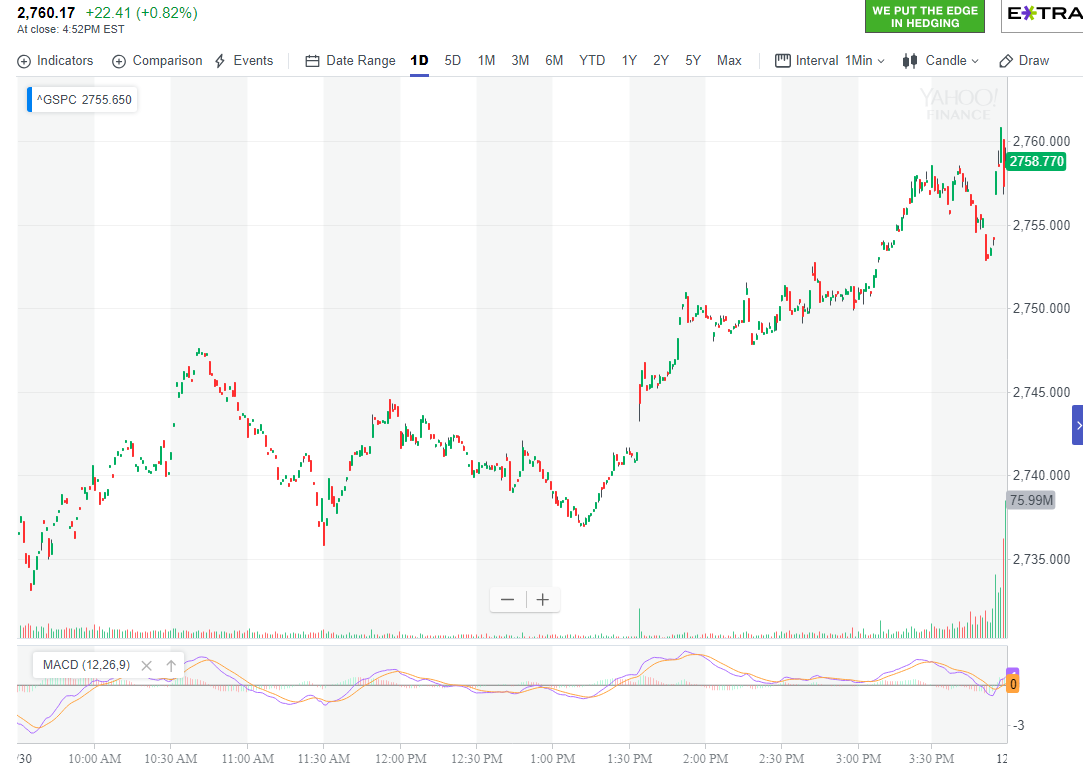 2,760.17 +22.41 (+0.82%)
At close: 4:52PM EST
WE PUT THE EDGE
IN HEDGING
E*TRA
Indicators Comparison Events Date Range 1D 5D 1M 3M 6M YTD 1Y 2Y 5Y Max Interval 1Min Candle Draw
^GSPC 2755.650
YAHOO!
FINANCE
2,760.000
2758.770
2,755.000
2,750.000
2,745.000
2,740.000
75.99M
2,735.000
MACD (12,26,9)
0
-3
/30 10:00 AM 10:30 AM 11:00 AM 11:30 AM 12:00 PM 12:30 PM 1:00 PM 1:30 PM 2:00 PM 2:30 PM 3:00 PM 3:30 PM 12